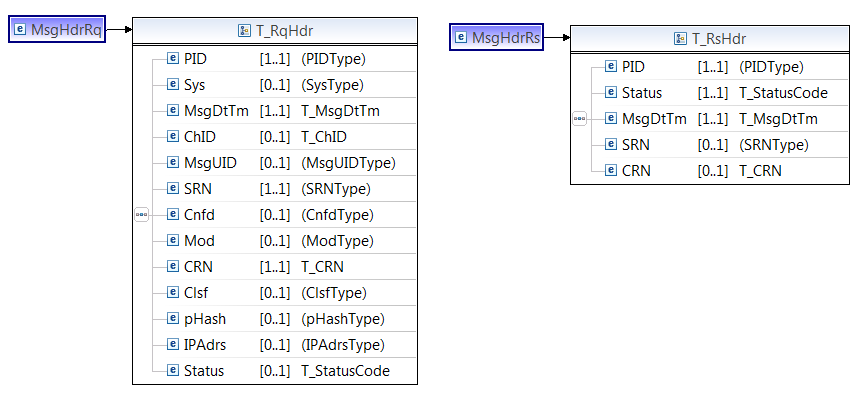 MsgHdrRq
T_RqHdr
PID [1..1] (PIDType)
Sys [0..1] (SysType)
MsgDtTm [1..1] T_MsgDtTm
ChID [0..1] T_ChID
MsgUID [0..1] (MsgUIDType)
SRN [1..1] (SRNType)
Cnfd [0..1] (CnfdType)
Mod [0..1] (ModType)
CRN [1..1] T_CRN
Clsf [0..1] (ClsfType)
pHash [0..1] (pHashType)
IPAdrs [0..1] (IPAdrsType)
Status [0..1] T_StatusCode
MsgHdrRs
T_RsHdr
PID [1..1] (PIDType)
Status [1..1] T_StatusCode
MsgDtTm [1..1] T_MsgDtTm
SRN [0..1] (SRNType)
CRN [0..1] T_CRN